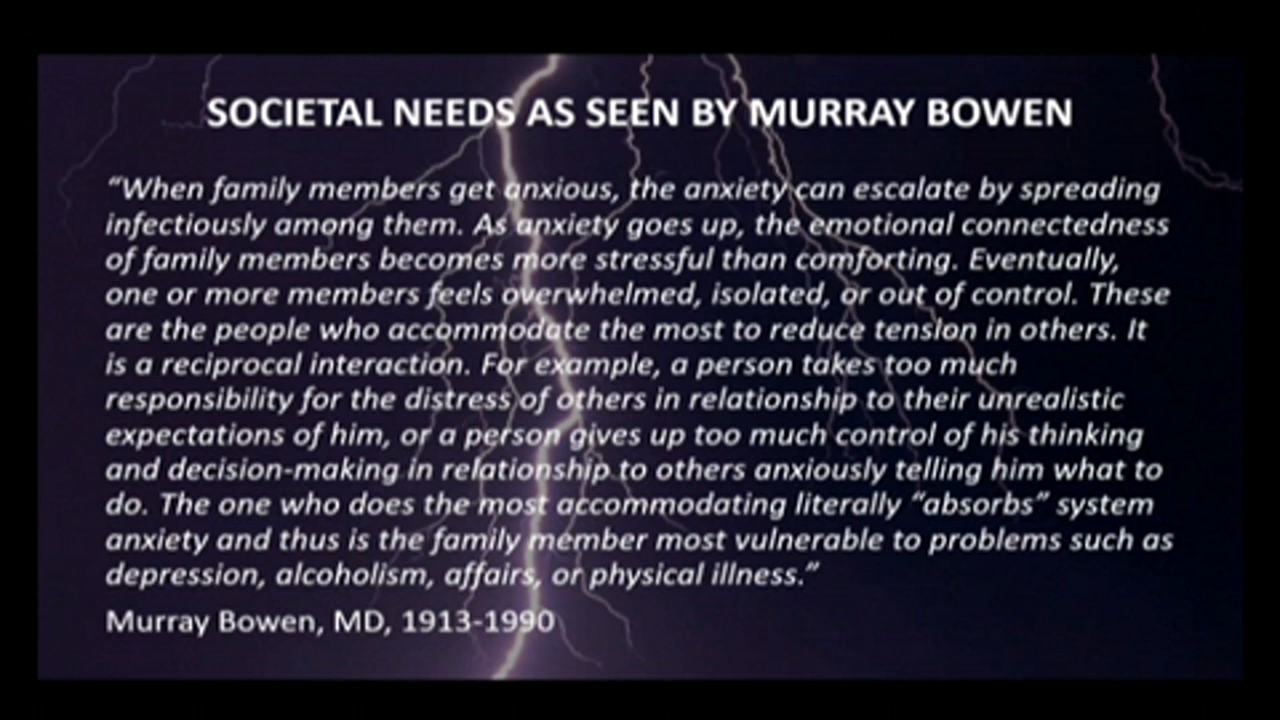 SOCIETAL NEEDS AS SEEN BY MURRAY BOWEN
“When family members get anxious, the anxiety can escalate by spreading
infectiously among them. As anxiety goes up, the emotional connectedness
of family members becomes more stressful than comforting. Eventually,
one or more members feels overwhelmed, isolated, or out of control. These
are the people who accommodate the most to reduce tension in others. It
is a reciprocal interaction. For example, a person takes too much
responsibility for the distress of others in relationship to their unrealistic
expectations of him, or a person gives up too much control of his thinking
and decision-making in relationship to others anxiously telling him what to
do. The one who does the most accommodating literally “absorbs” system
anxiety and thus is the family member most vulnerable to problems such as
depression, alcoholism, affairs, or physical illness.”
Murray Bowen, MD, 1913-1990